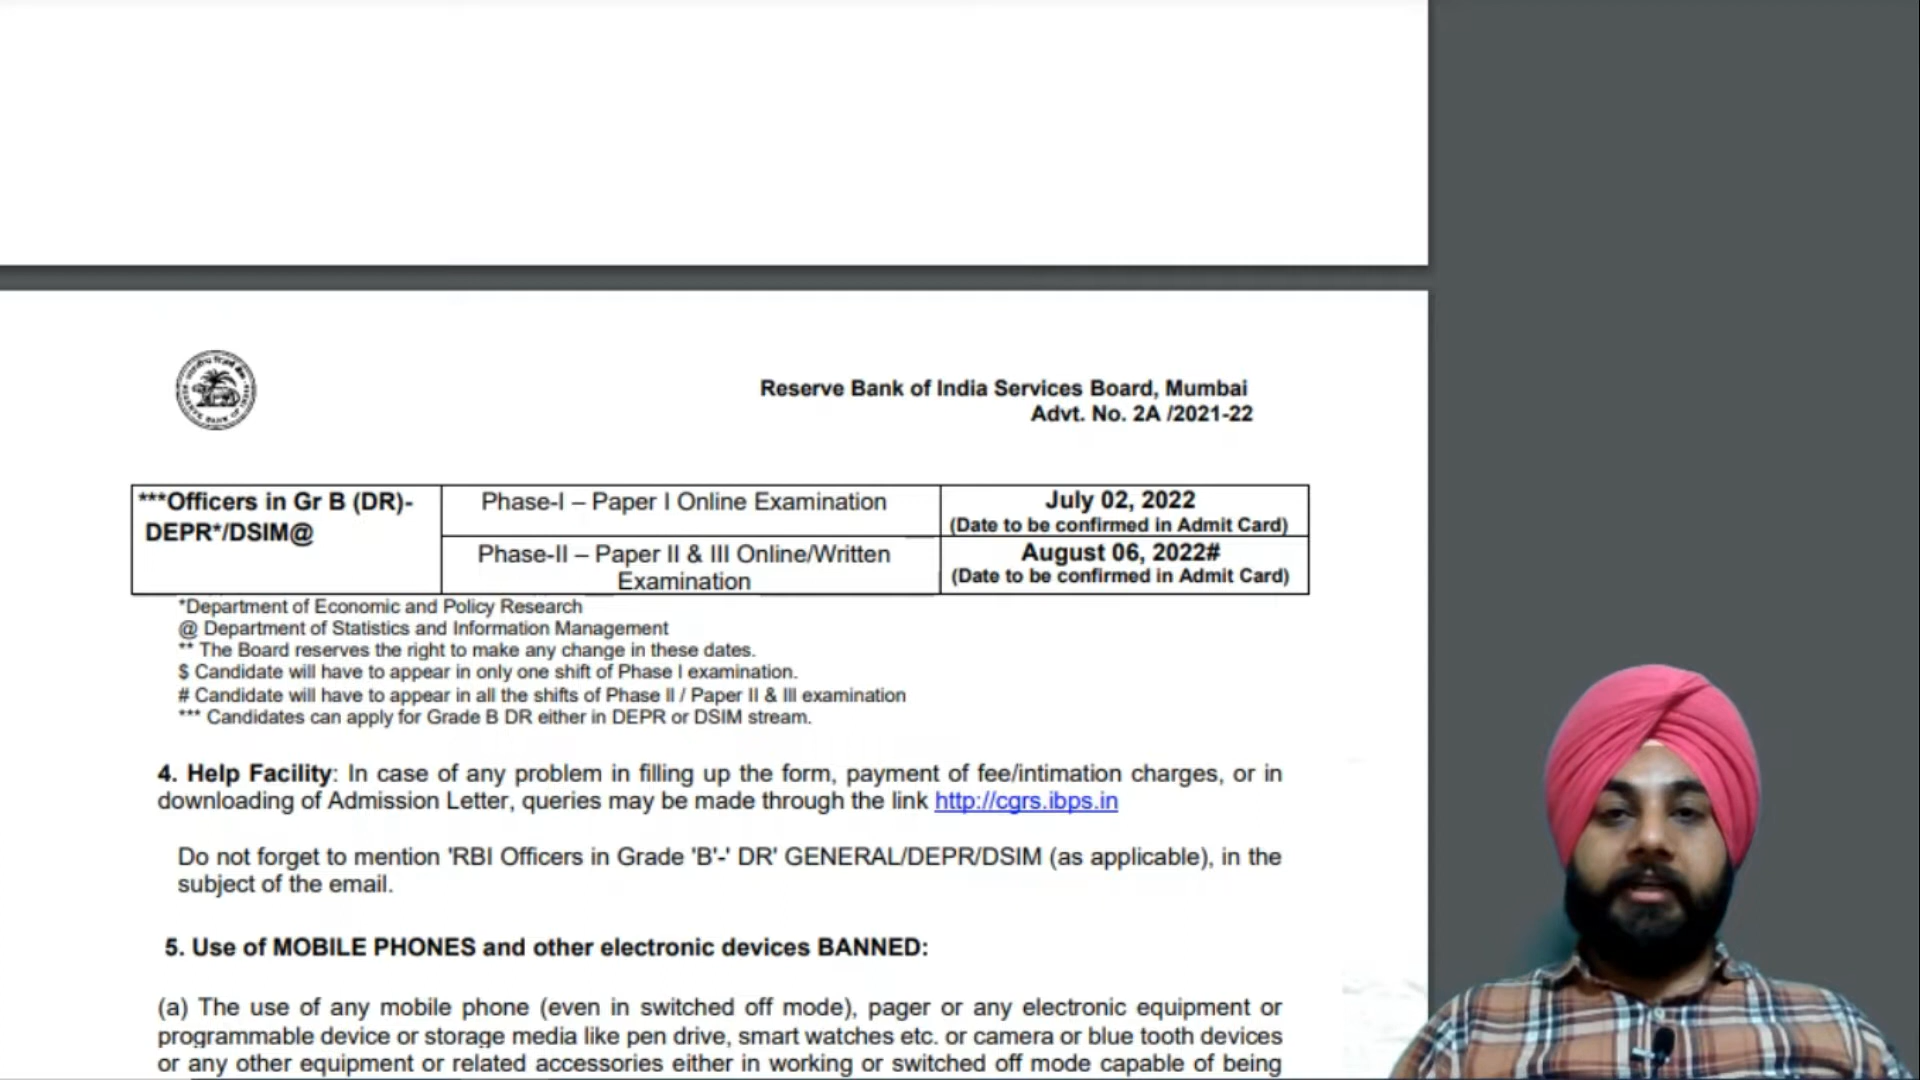 Reserve Bank of India Services Board, Mumbai
Advt. No. 2A /2021-22
***Officers in Gr B (DR)-
DEPR*/DSIM@
Phase-I – Paper I Online Examination
July 02, 2022
(Date to be confirmed in Admit Card)
Phase-II – Paper II & III Online/Written
Examination
August 06, 2022#
(Date to be confirmed in Admit Card)
*Department of Economic and Policy Research
@ Department of Statistics and Information Management
** The Board reserves the right to make any change in these dates.
$ Candidate will have to appear in only one shift of Phase I examination.
# Candidate will have to appear in all the shifts of Phase II / Paper II & III examination
*** Candidates can apply for Grade B DR either in DEPR or DSIM stream.
4. Help Facility: In case of any problem in filling up the form, payment of fee/intimation charges, or in
downloading of Admission Letter, queries may be made through the link http://cgrs.ibps.in
Do not forget to mention 'RBI Officers in Grade 'B'-' DR' GENERAL/DEPR/DSIM (as applicable), in the
subject of the email.
5. Use of MOBILE PHONES and other electronic devices BANNED:
(a) The use of any mobile phone (even in switched off mode), pager or any electronic equipment or
programmable device or storage media like pen drive, smart watches etc. or camera or blue tooth devices
or any other equipment or related accessories either in working or switched off mode capable of being